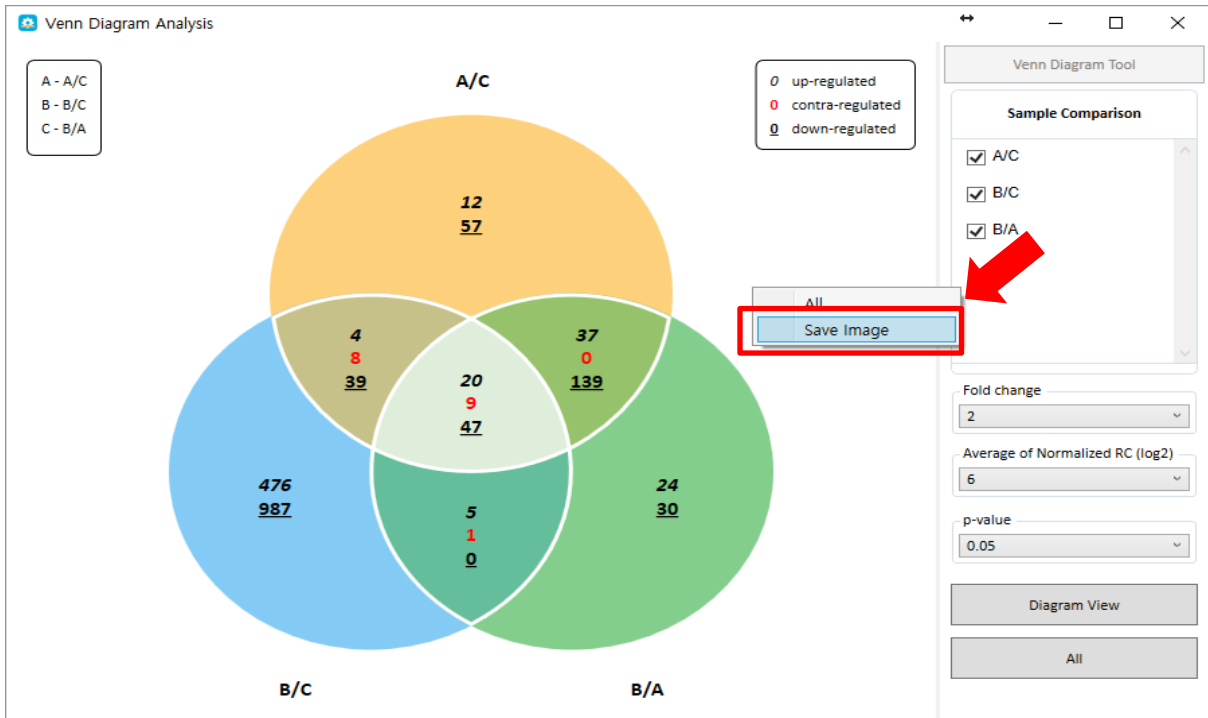 Venn Diagram Analysis
A - A/C
B - B/C
C - B/A
A/C
0 up-regulated
0 contra-regulated
0 down-regulated
12
57
4
8
39
37
0
139
20
9
47
476
987
5
1
0
24
30
B/C
B/A
All
Save Image
Venn Diagram Tool
Sample Comparison
A/C
B/C
B/A
Fold change
2
Average of Normalized RC (log2)
6
p-value
0.05
Diagram View
All